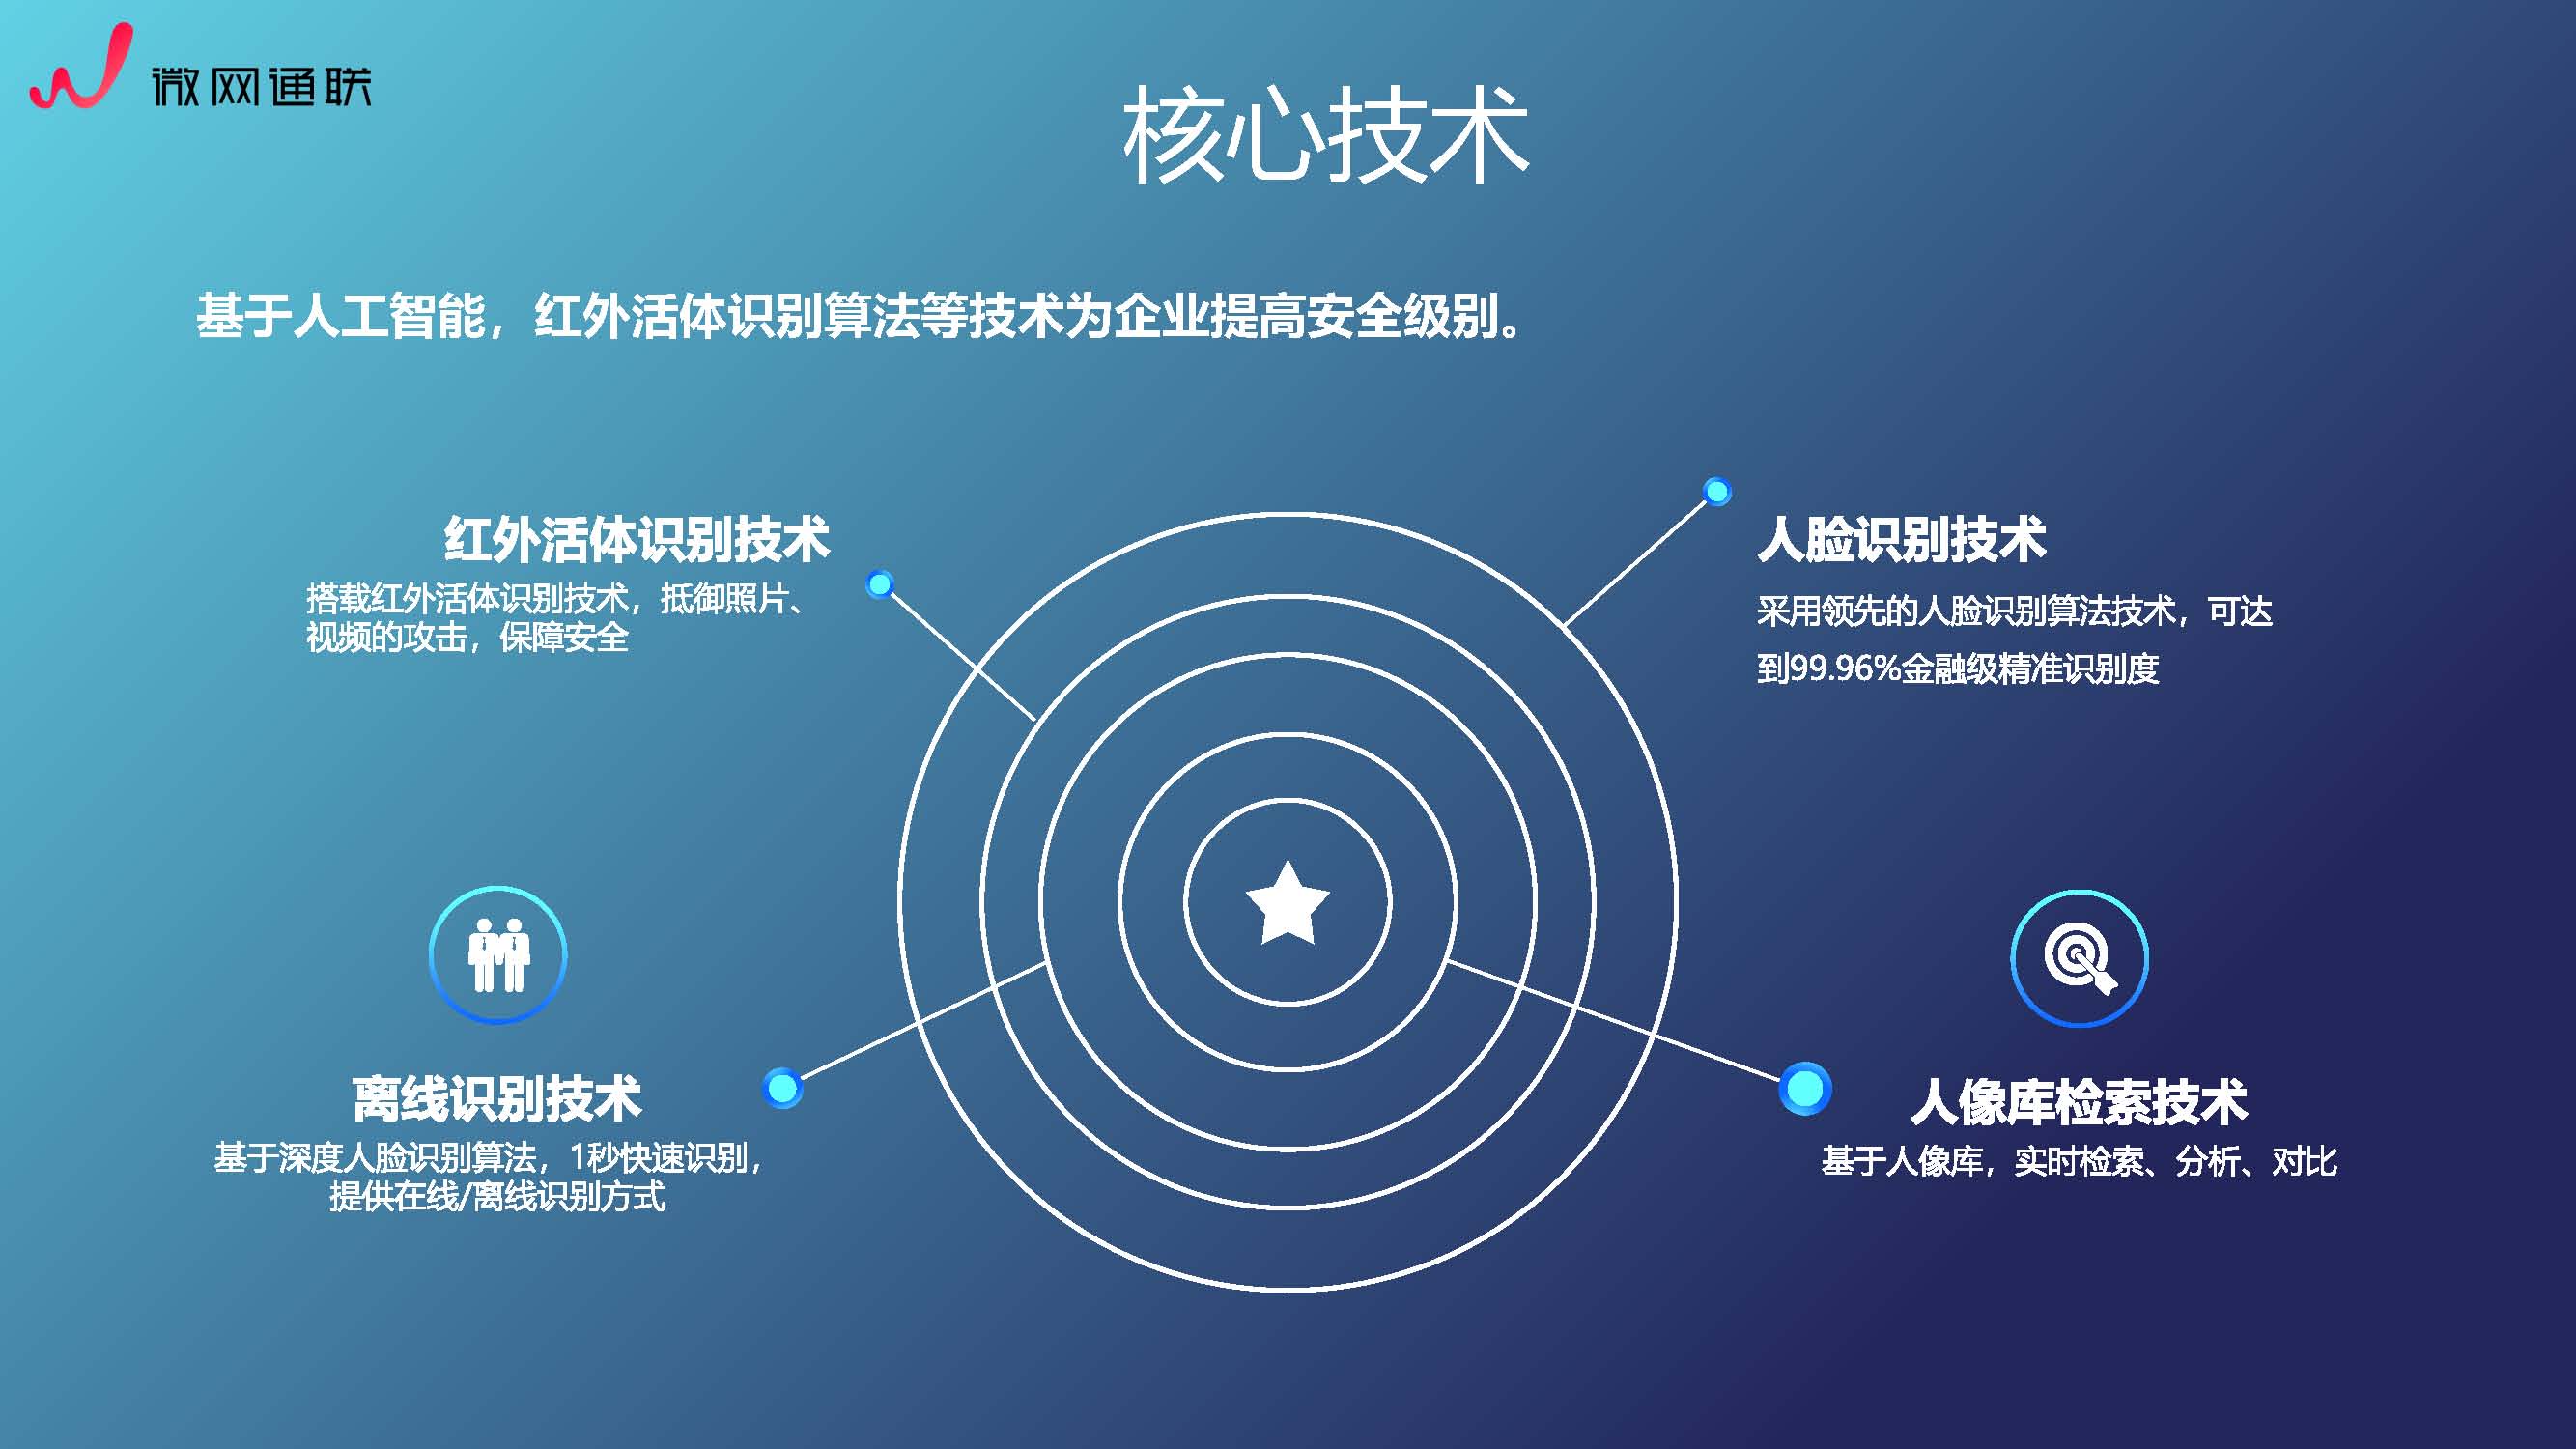 微网通联
核心技术
基于人工智能，红外活体识别算法等技术为企业提高安全级别。
红外活体识别技术
搭载红外活体识别技术，抵御照片、
视频的攻击，保障安全
人脸识别技术
采用领先的人脸识别算法技术，可达
到99.96%金融级精准识别度
离线识别技术
基于深度人脸识别算法，1秒快速识别，
提供在线/离线识别方式
人像库检索技术
基于人像库，实时检索、分析、对比